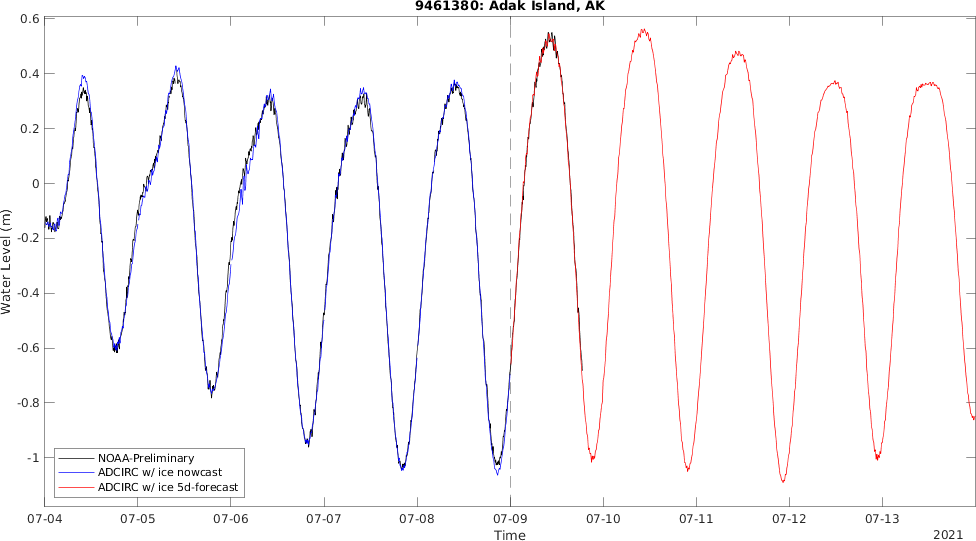 9461380: Adak Island, AK
Water Level (m)
0.6
0.4
0.2
0
-0.2
-0.4
-0.6
-0.8
-1
NOAA-Preliminary
ADCIRC w/ ice nowcast
ADCIRC w/ ice 5d-forecast
07-04 07-05 07-06 07-07 07-08 07-09 07-10 07-11 07-12 07-13
Time
2021